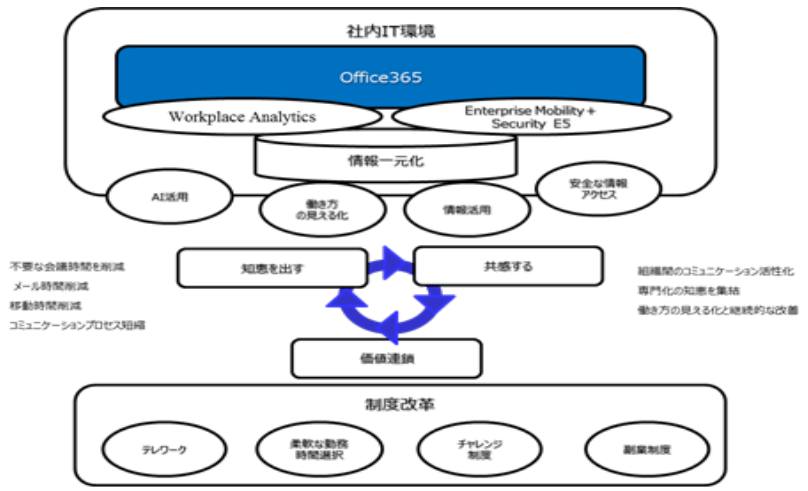 社内IT環境
Office365
Workplace Analytics
Enterprise Mobility+
Security E5
情報一元化
AI活用
働き方
の見える化
情報活用
安全な情報
アクセス
知恵を出す
共感する
不要な会議時間を削減
メール時間削減
移動時間削減
コミュニケーションプロセス短縮
組織間のコミュニケーション活性化
専門化の知恵を集結
働き方の見える化と継続的な改善
価値連鎖
制度改革
テレワーク
柔軟な勤務
時間選択
チャレンジ
制度
副業制度